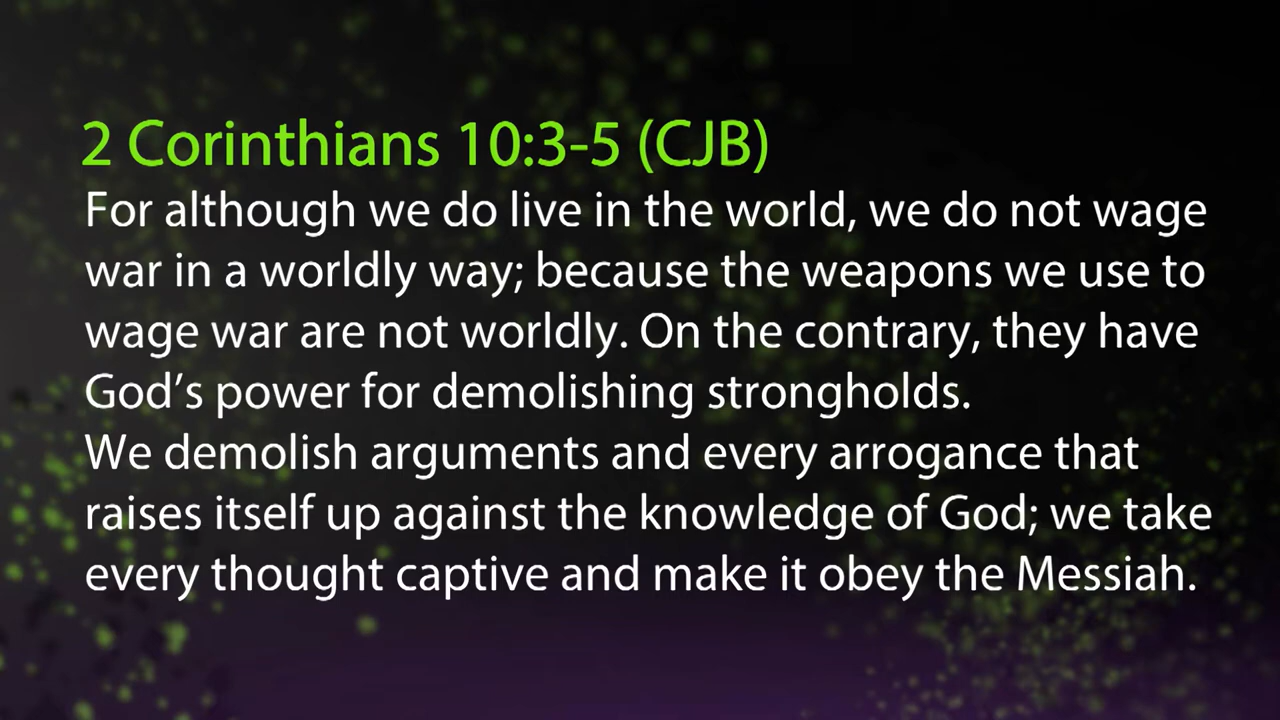 2 Corinthians 10:3-5 (CJB)
For although we do live in the world, we do not wage
war in a worldly way; because the weapons we use to
wage war are not worldly. On the contrary, they have
God’s power for demolishing strongholds.
We demolish arguments and every arrogance that
raises itself up against the knowledge of God; we take
every thought captive and make it obey the Messiah.